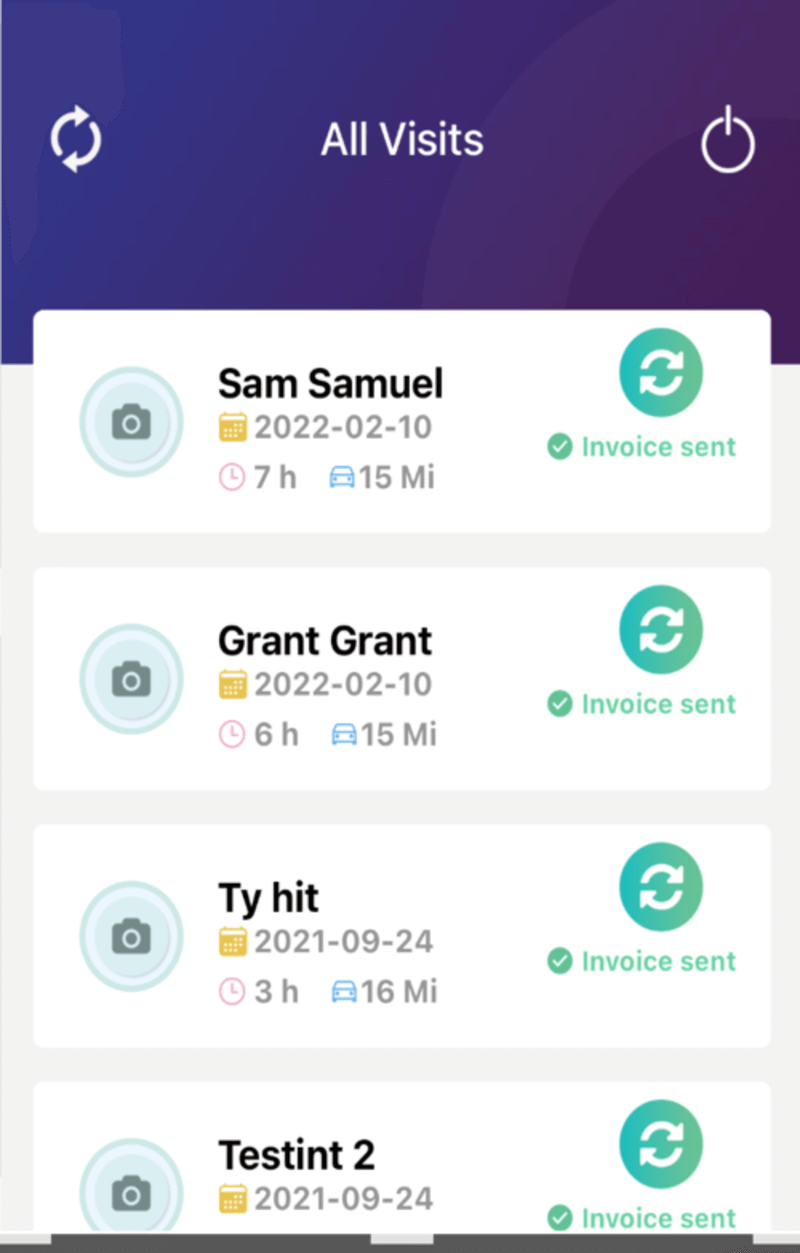 All Visits
Sam Samuel
2022-02-10
Invoice sent
7 h 15 Mi
Grant Grant
2022-02-10
Invoice sent
6 h 15 Mi
Ty hit
2021-09-24
Invoice sent
3 h 16 Mi
Testint 2
2021-09-24
Invoice sent